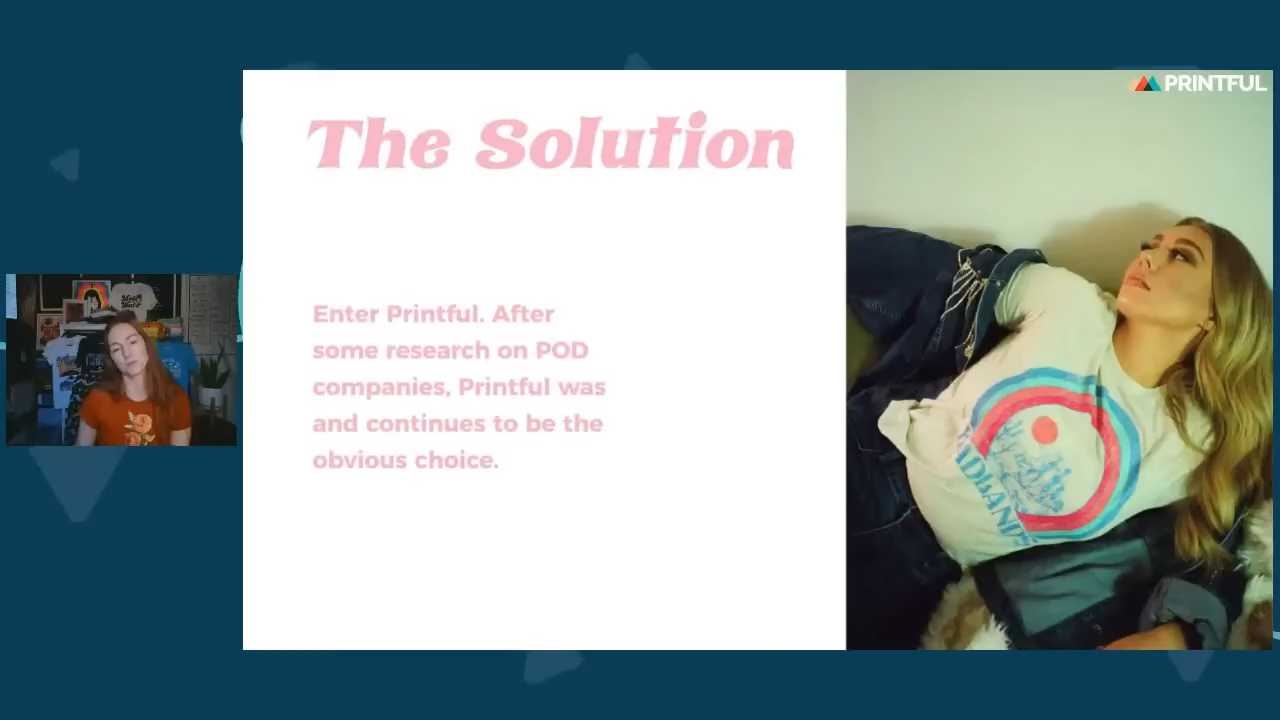 PRINTFUL
The Solution
Enter Printful. After
some research on POD
companies, Printful was
and continues to be the
obvious choice.
BADLANDS